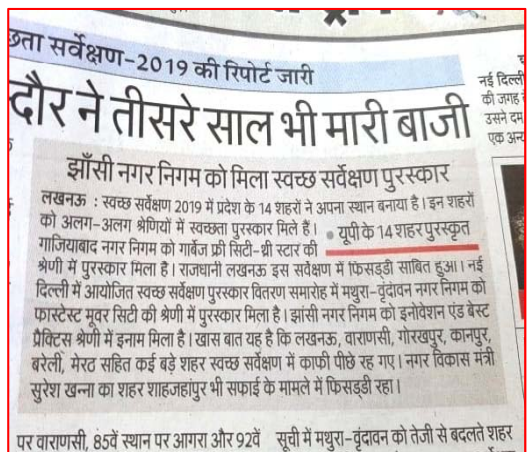 छता सर्वेक्षण-2019 की रिपोर्ट जारी
दौर ने तीसरे साल भी मारी बाजी
झाँसी नगर निगम को मिला स्वच्छ सर्वेक्षण पुरस्कार
लखनऊ : स्वच्छ सर्वेक्षण 2019 में प्रदेश के 14 शहरों ने अपना स्थान बनाया है। इन शहरों
को अलग-अलग श्रेणियों में स्वच्छता पुरस्कार मिले हैं।
गाजियाबाद नगर निगम को गार्बेज फ्री सिटी-थ्री स्टार की
• यूपी के 14 शहर पुरस्कृत
श्रेणी में पुरस्कार मिला है। राजधानी लखनऊ इस सर्वेक्षण में फिसड्डी साबित हुआ। नई
दिल्ली में आयोजित स्वच्छ सर्वेक्षण पुरस्कार वितरण समारोह में मथुरा-वृंदावन नगर निगम को
फास्टेस्ट मूवर सिटी की श्रेणी में पुरस्कार मिला है। झांसी नगर निगम को इनोवेशन एंड बेस्ट
प्रैक्टिस श्रेणी में इनाम मिला है। खास बात यह है कि लखनऊ, वाराणसी, गोरखपुर, कानपुर,
बरेली, मेरठ सहित कई बड़े शहर स्वच्छ सर्वेक्षण में काफी पीछे रह गए। नगर विकास मंत्री
सुरेश खन्ना का शहर शाहजहांपुर भी सफाई के मामले में फिसड्डी रहा।
पर वाराणसी, 85वें स्थान पर आगरा और 92वें
सूची में मथुरा-वृंदावन को तेजी से बदलते शहर
नई दिल्ली
की जगह
उसने दम
एक अन्य